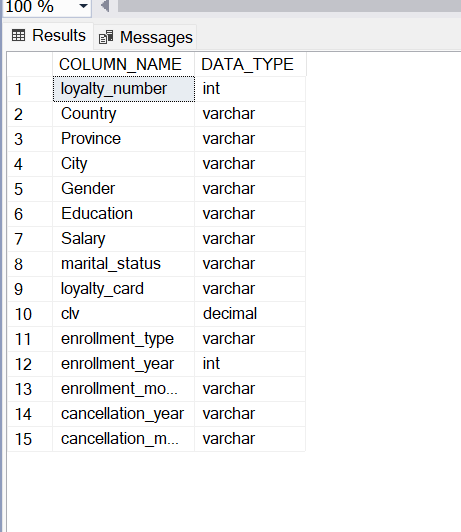 100 %
Results Messages
COLUMN_NAME DATA_TYPE
1 loyalty_number int
2 Country varchar
3 Province varchar
4 City varchar
5 Gender varchar
6 Education varchar
7 Salary varchar
8 marital_status varchar
9 loyalty_card varchar
10 clv decimal
11 enrollment_type varchar
12 enrollment_year int
13 enrollment_mo... varchar
14 cancellation_year varchar
15 cancellation_m... varchar